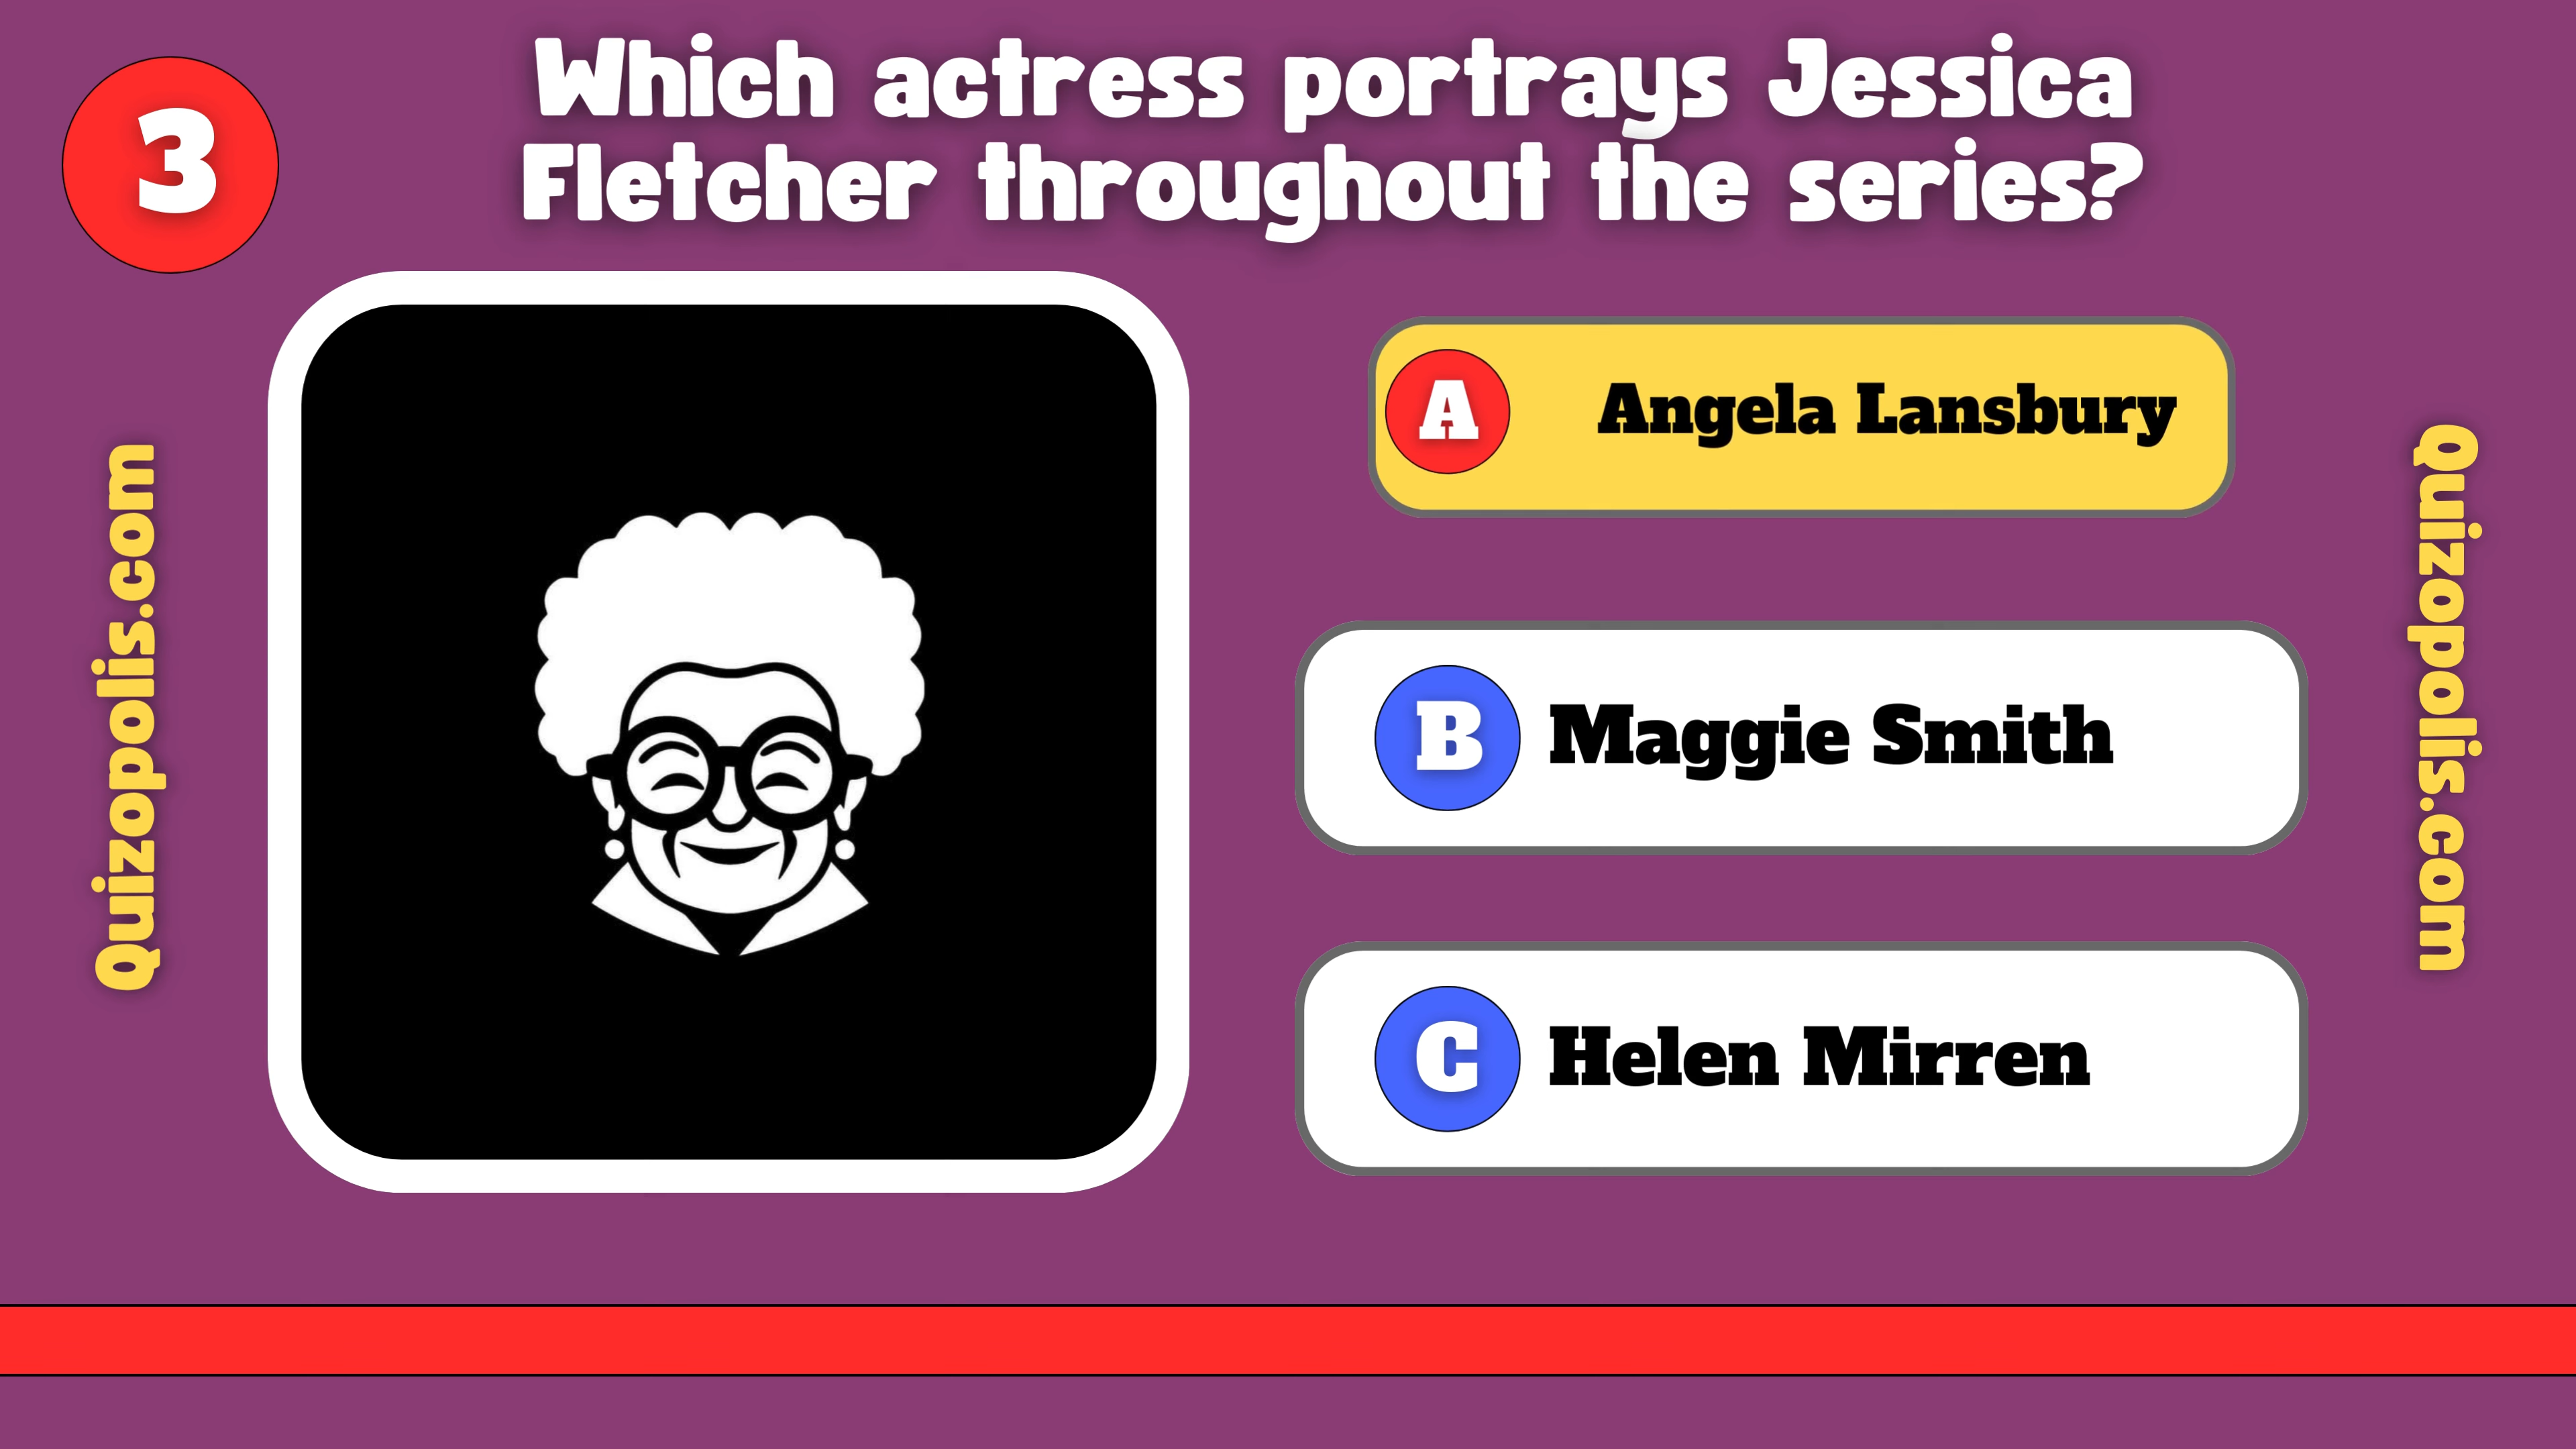 3
Which actress portrays Jessica
Fletcher throughout the series?
Quizopolis.com
A Angela Lansbury
B Maggie Smith
C Helen Mirren
Quizopolis.com